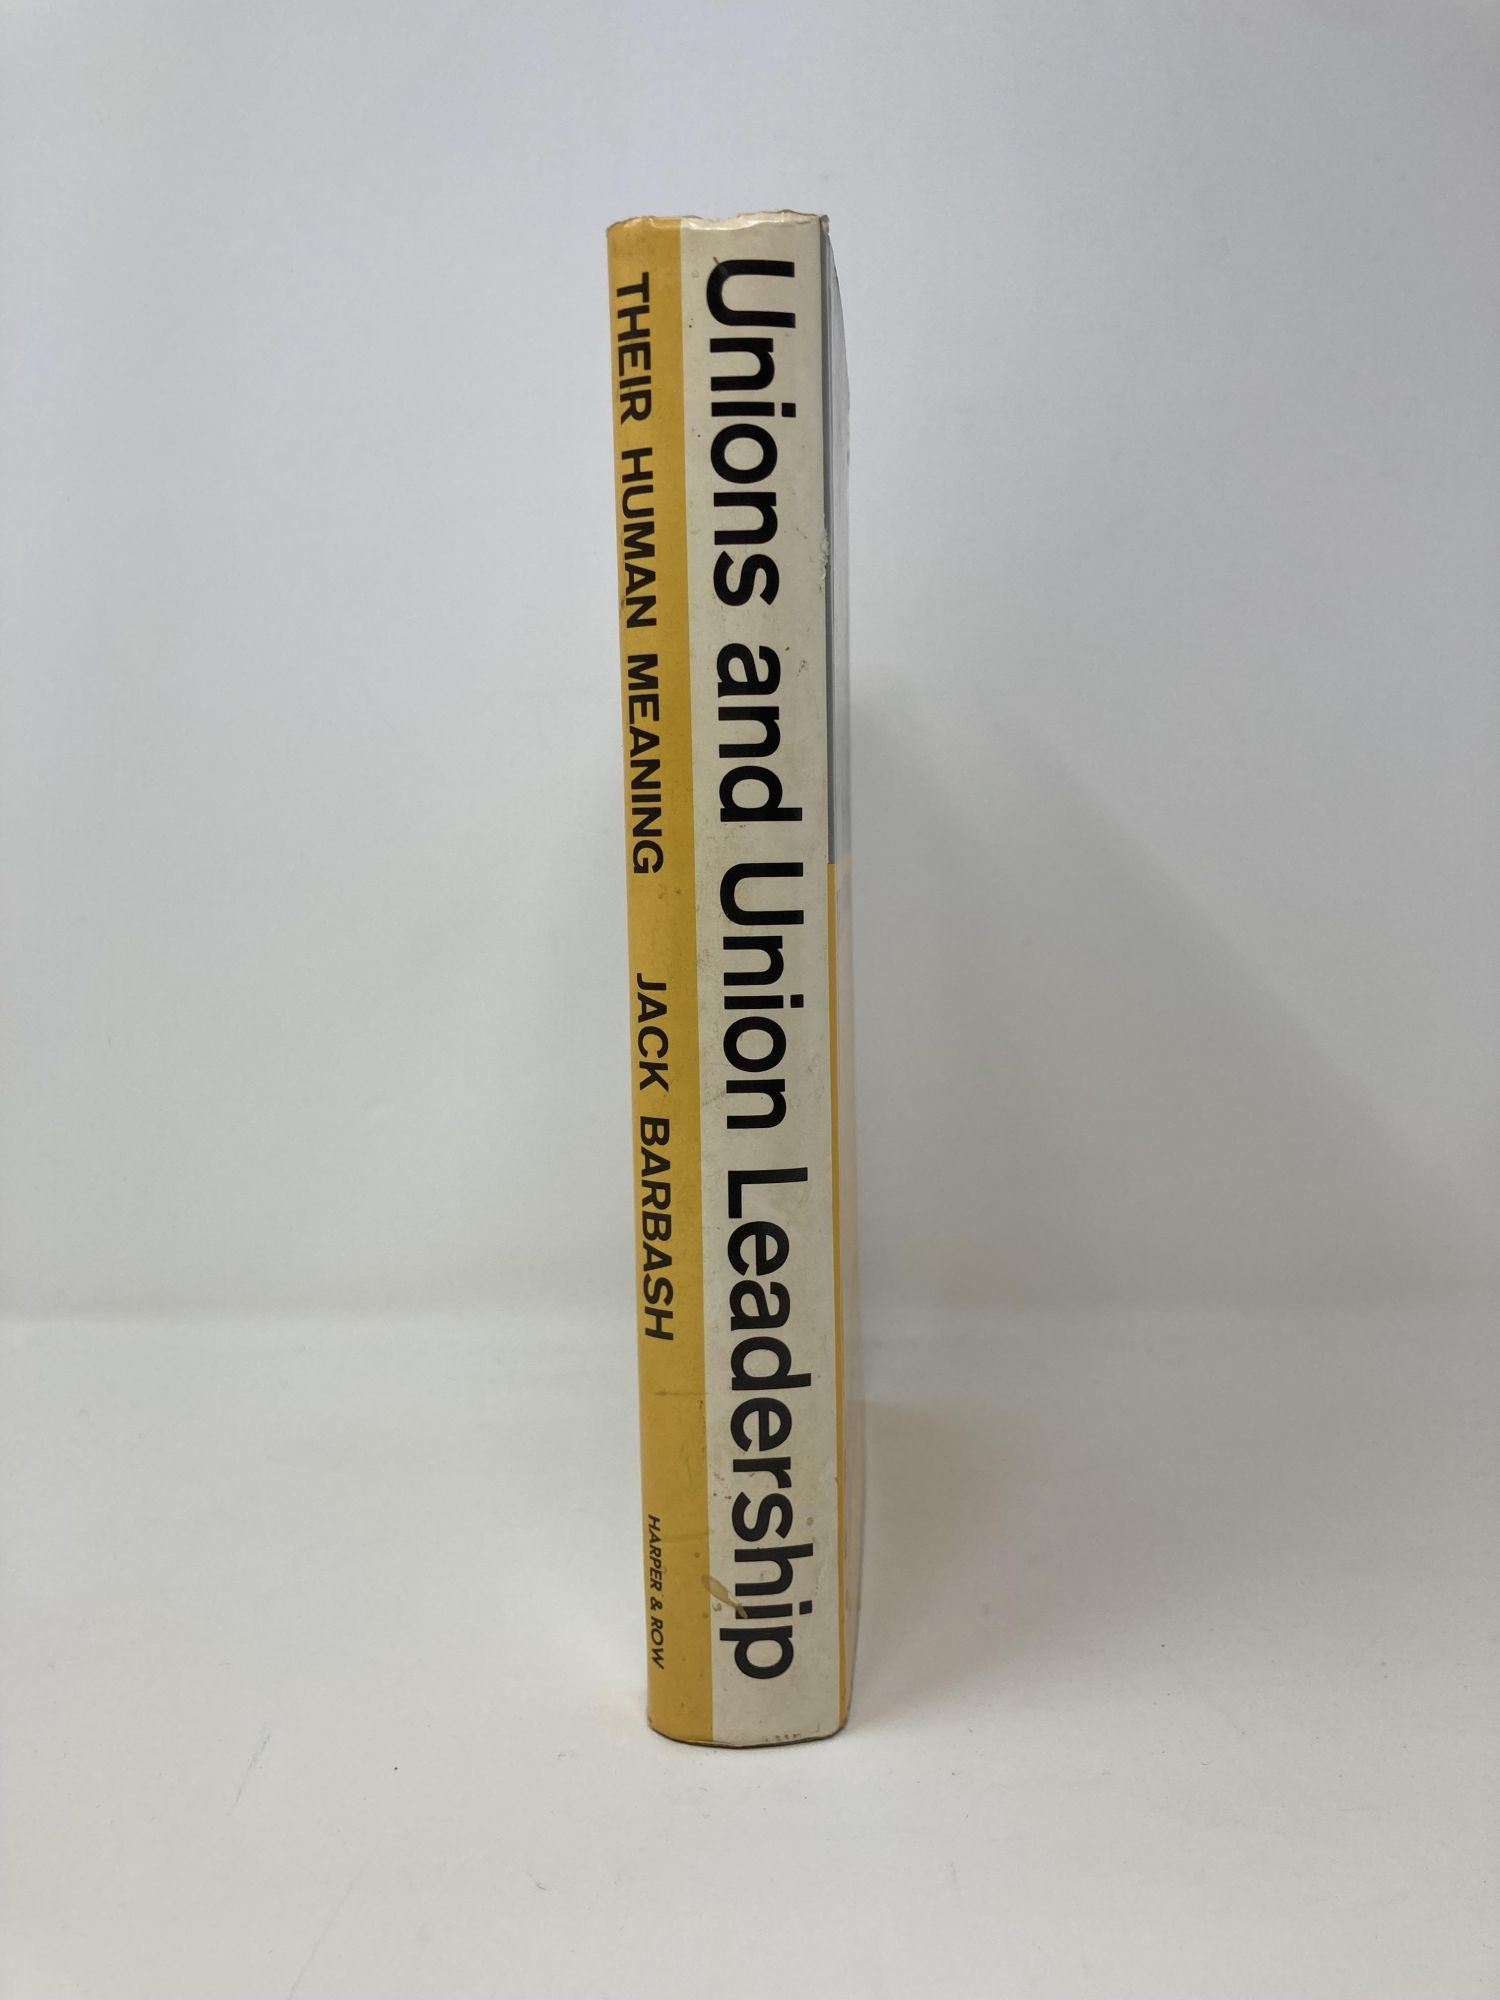 Unions and Union Leadership
THEIR HUMAN MEANING JACK BARBASH HARPER & ROW